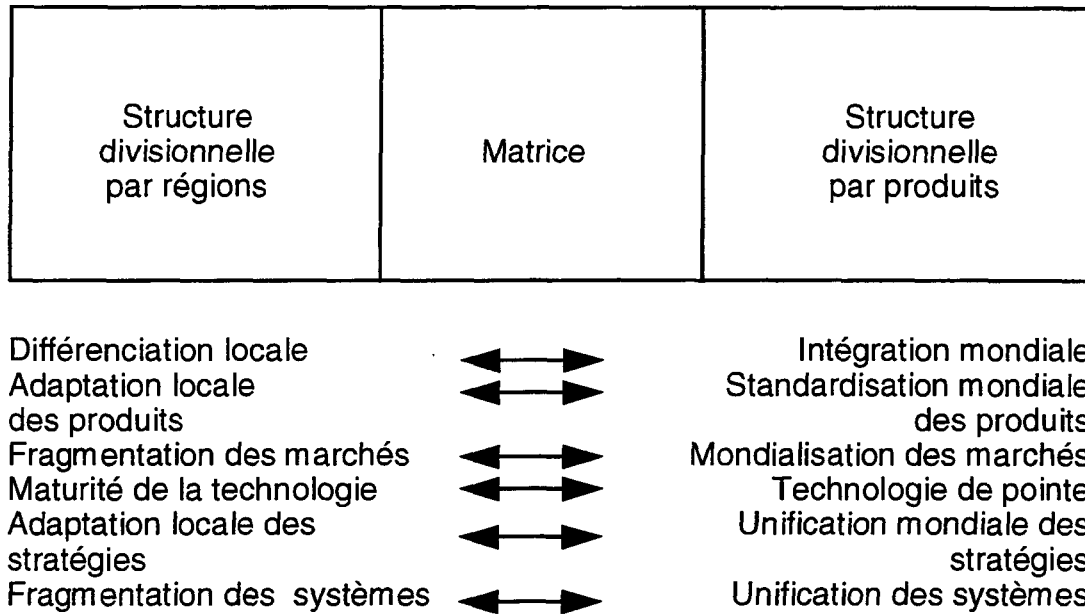 Structure
divisionnelle
par régions
Matrice
Structure
divisionnelle
par produits
Différenciation locale
Intégration mondiale
Adaptation locale
des produits
Standardisation mondiale
des produits
Fragmentation des marchés
Mondialisation des marchés
Maturité de la technologie
Technologie de pointe
Adaptation locale des
stratégies
Unification mondiale des
stratégies
Fragmentation des systèmes
Unification des systèmes